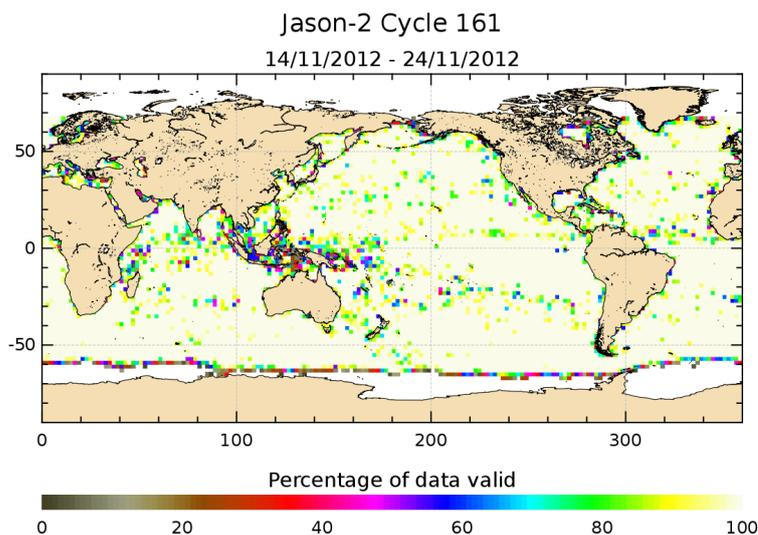 Jason-2 Cycle 161
14/11/2012 - 24/11/2012
50
0
-50
0 100 200 300
Percentage of data valid
0 20 40 60 80 100